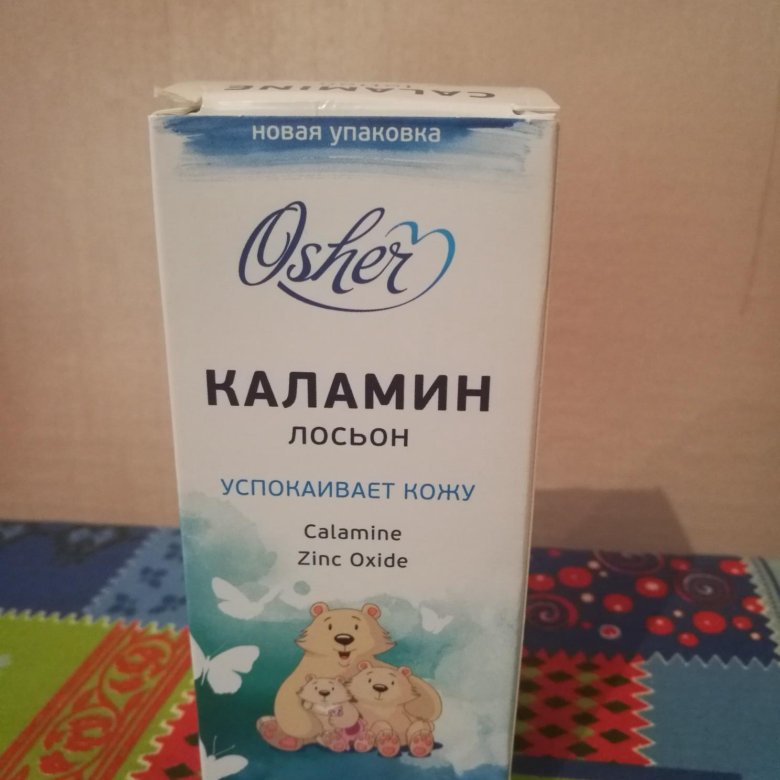 CALAMINE
новая упаковка
Osher
КАЛАМИН
ЛОСЬОН
УСПОКАИВАЕТ КОЖУ
Calamine
Zinc Oxide